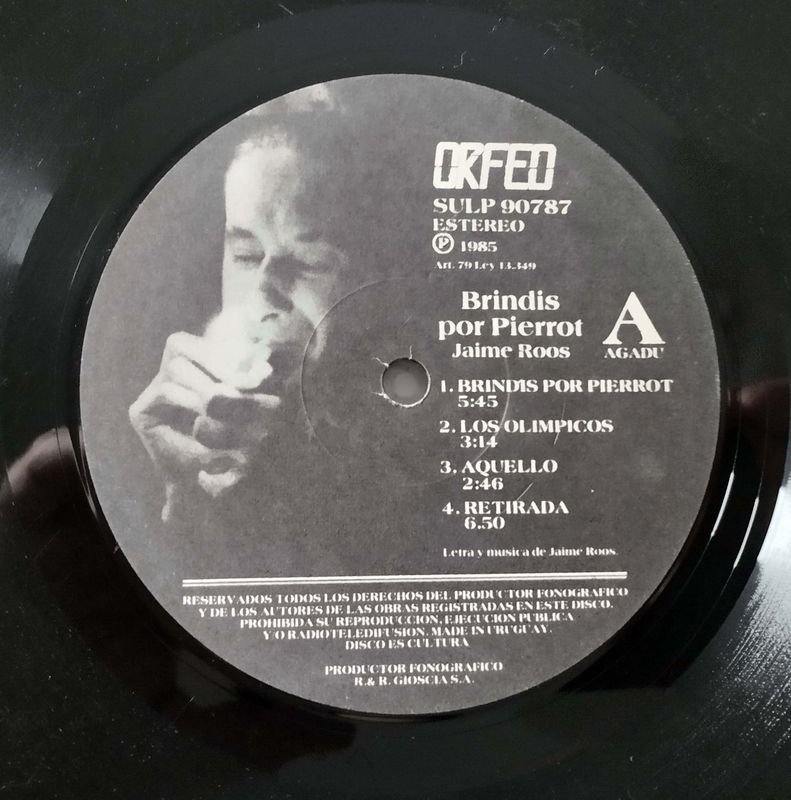 ORFEO
SULP 90787
ESTEREO
Ⓟ 1985
Art. 79 Ley 13.349
Brindis
por Pierrot
Jaime Roos
A
AGADU
1. BRINDIS POR PIERROT
5:45
2. LOS OLIMPICOS
3:14
3. AQUELLO
2:46
4. RETIRADA
6.50
Letra y musica de Jaime Roos.
RESERVADOS TODOS LOS DERECHOS DEL PRODUCTOR FONOGRAFICO
Y DE LOS AUTORES DE LAS OBRAS REGISTRADAS EN ESTE DISCO.
PROHIBIDA SU REPRODUCCION, EJECUCION PUBLICA
Y/O RADIOTELEDIFUSION. MADE IN URUGUAY.
DISCO ES CULTURA
PRODUCTOR FONOGRAFICO
R.& R. GIOSCIA S.A.